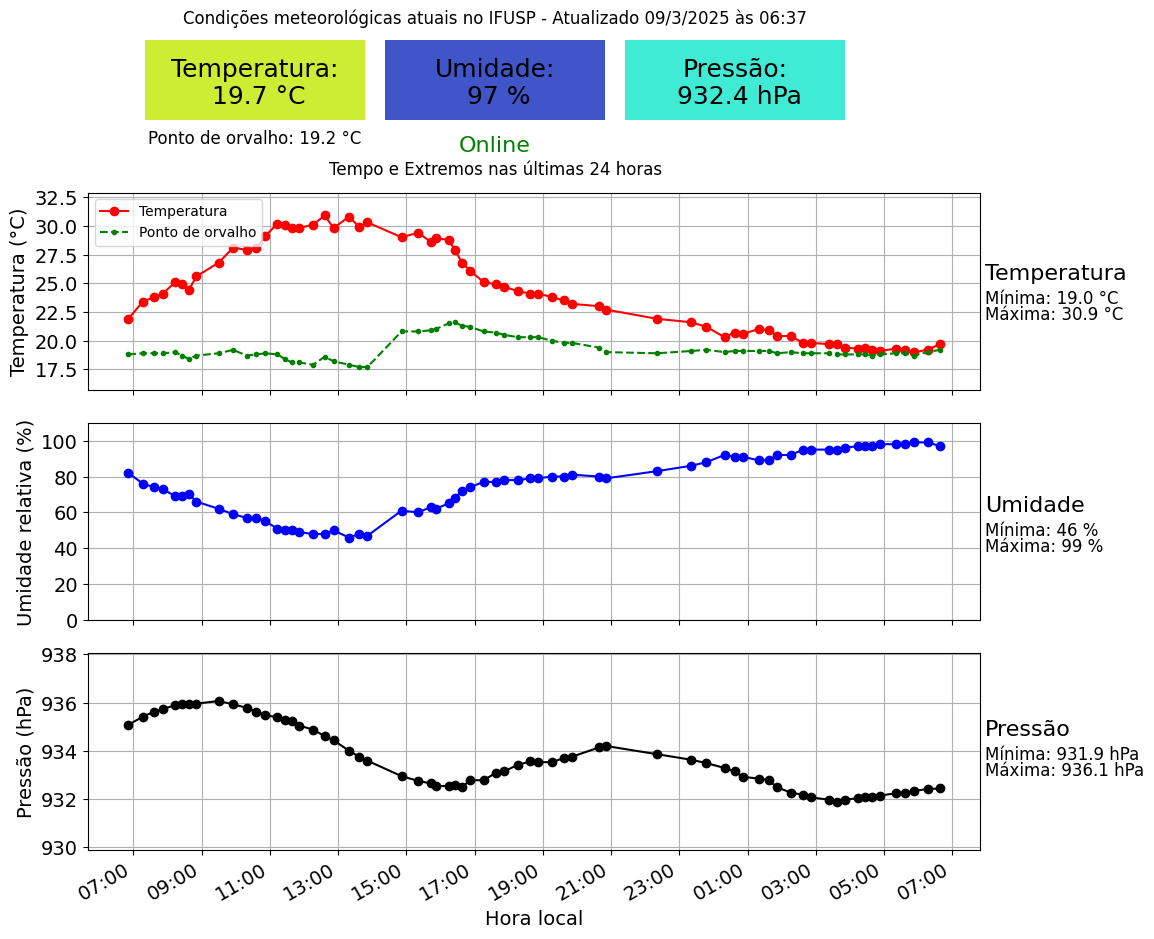 Condições meteorológicas atuais no IFUSP - Atualizado 09/3/2025 às 06:37
Temperatura:
19.7 °C
Umidade:
97 %
Pressão:
932.4 hPa
Ponto de orvalho: 19.2 °C
Online
Tempo e Extremos nas últimas 24 horas
Temperatura (°C)
32.5
30.0
27.5
25.0
22.5
20.0
17.5
Temperatura
Ponto de orvalho
Temperatura
Mínima: 19.0 °C
Máxima: 30.9 °C
Umidade relativa (%)
100
80
60
40
20
0
Umidade
Mínima: 46 %
Máxima: 99 %
Pressão (hPa)
938
936
934
932
930
Pressão
Mínima: 931.9 hPa
Máxima: 936.1 hPa
07:00 09:00 11:00 13:00 15:00 17:00 19:00 21:00 23:00 01:00 03:00 05:00 07:00
Hora local